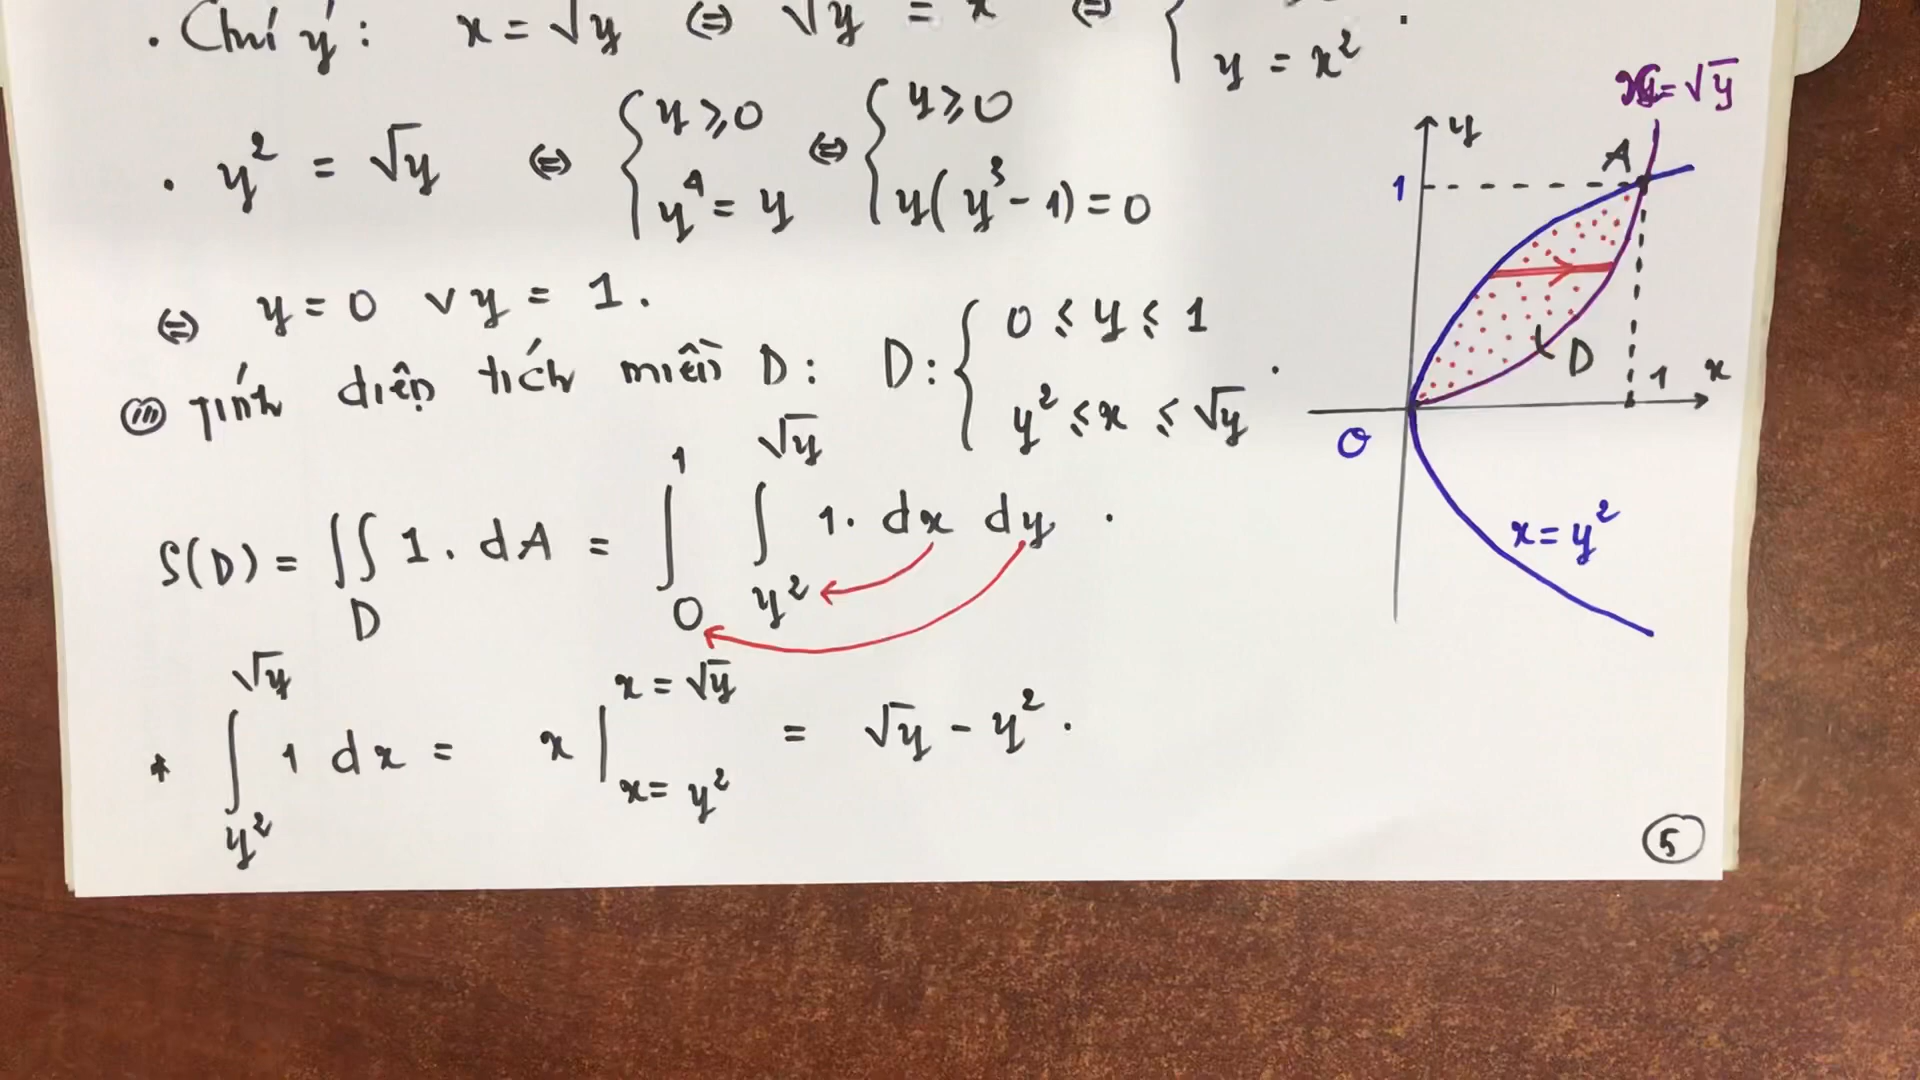 . Chú ý : x = √y ⇔ √y = x ⇔ {
y = x² .
. y² = √y ⇔ { y ⩾ 0 ; y⁴ = y ⇔ { y ⩾ 0 ; y( y³ - 1) = 0
⇔ y = 0 ∨ y = 1 .
(iii) Tính diện tích miền D : D : { 0 ≤ y ≤ 1 ; y² ≤ x ≤ √y .
S(D) = ∬_D 1 . dA = ∫_0^1 ∫_{y²}^{√y} 1 . dx dy .
* ∫_{y²}^{√y} 1 dx = x |_{x = y²}^{x = √y} = √y - y² .
x = √y
y
A
1
D
1
x
O
x = y²
5